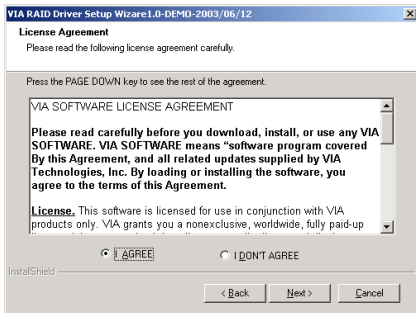 VIA RAID Driver Setup Wizare1.0-DEMO-2003/06/12
License Agreement
Please read the following license agreement carefully.
Press the PAGE DOWN key to see the rest of the agreement.
VIA SOFTWARE LICENSE AGREEMENT
Please read carefully before you download, install, or use any VIA
SOFTWARE. VIA SOFTWARE means “software program covered
By this Agreement, and all related updates supplied by VIA
Technologies, Inc. By loading or installing the software, you
agree to the terms of this Agreement.
License. This software is licensed for use in conjunction with VIA
products only. VIA grants you a nonexclusive, worldwide, fully paid-up
I AGREE
I DON'T AGREE
InstallShield
< Back
Next >
Cancel